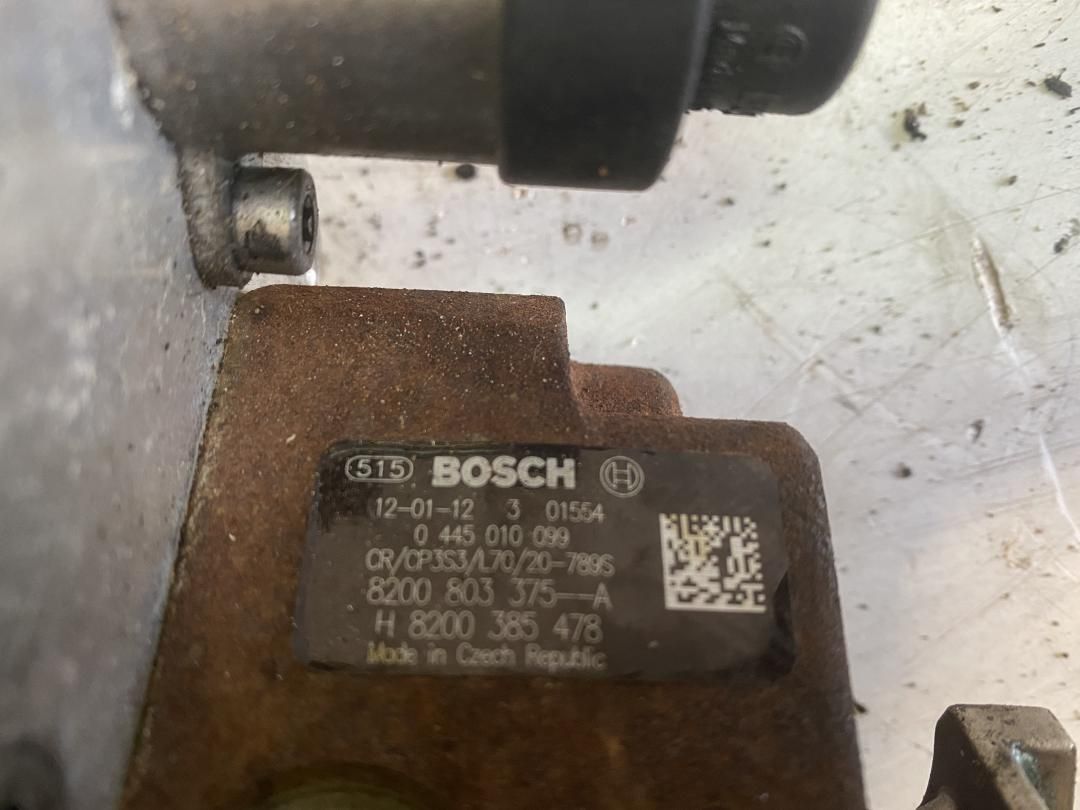 515 BOSCH H
12-01-12 3 01554
0 445 010 099
CR/CP3S3/L70/20-789S
8200 803 375--A
H 8200 385 478
Made in Czech Republic